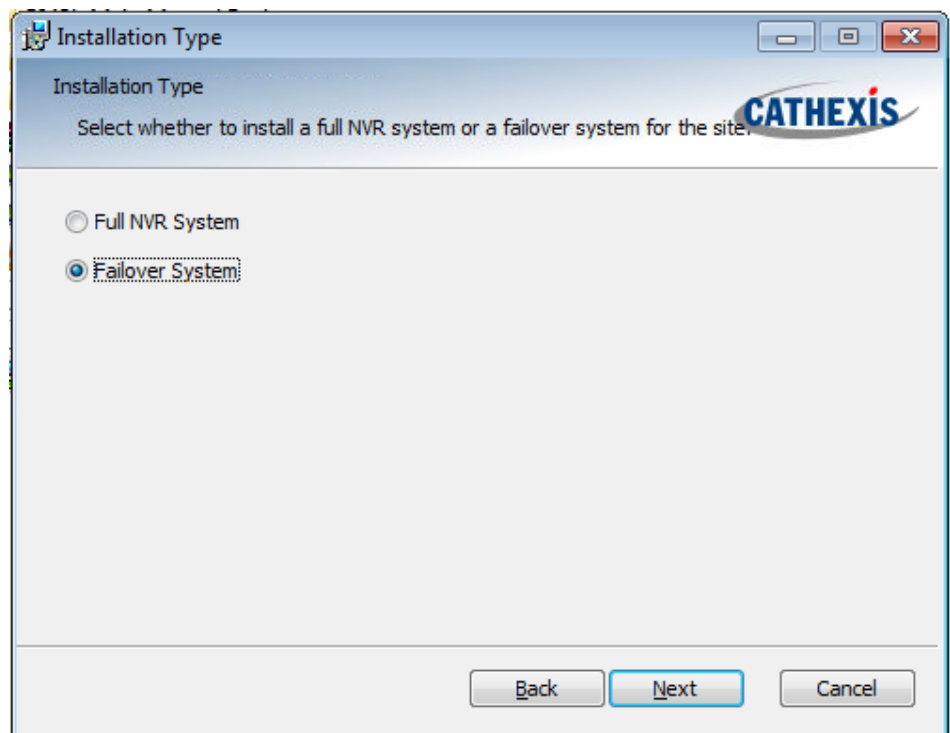 Installation Type
Installation Type
Select whether to install a full NVR system or a failover system for the site.
CATHEXIS
Full NVR System
Failover System
Back
Next
Cancel